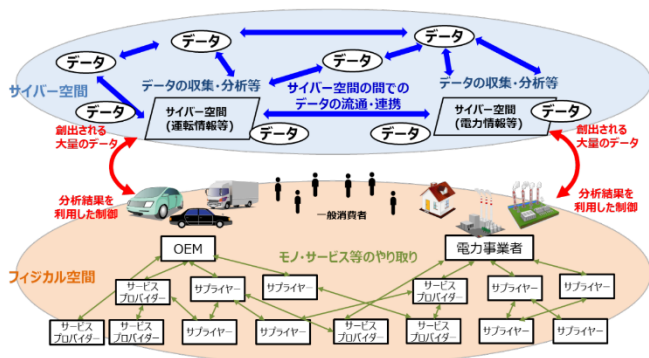 データ
データ
データ
データ
サイバー空間
データの収集・分析等
サイバー空間の間での
データの流通・連携
データの収集・分析等
データ
サイバー空間
(運転情報等)
データ
データ
サイバー空間
(電力情報等)
データ
創出される
大量のデータ
創出される
大量のデータ
分析結果を
利用した制御
一般消費者
分析結果を
利用した制御
OEM
モノ・サービス等のやり取り
電力事業者
フィジカル空間
サービス
プロバイダー
サプライヤー
サプライヤー
サービス
プロバイダー
サプライヤー
サプライヤー
サービス
プロバイダー
サービス
プロバイダー
サプライヤー
サプライヤー
サービス
プロバイダー
サービス
プロバイダー
サプライヤー
サプライヤー